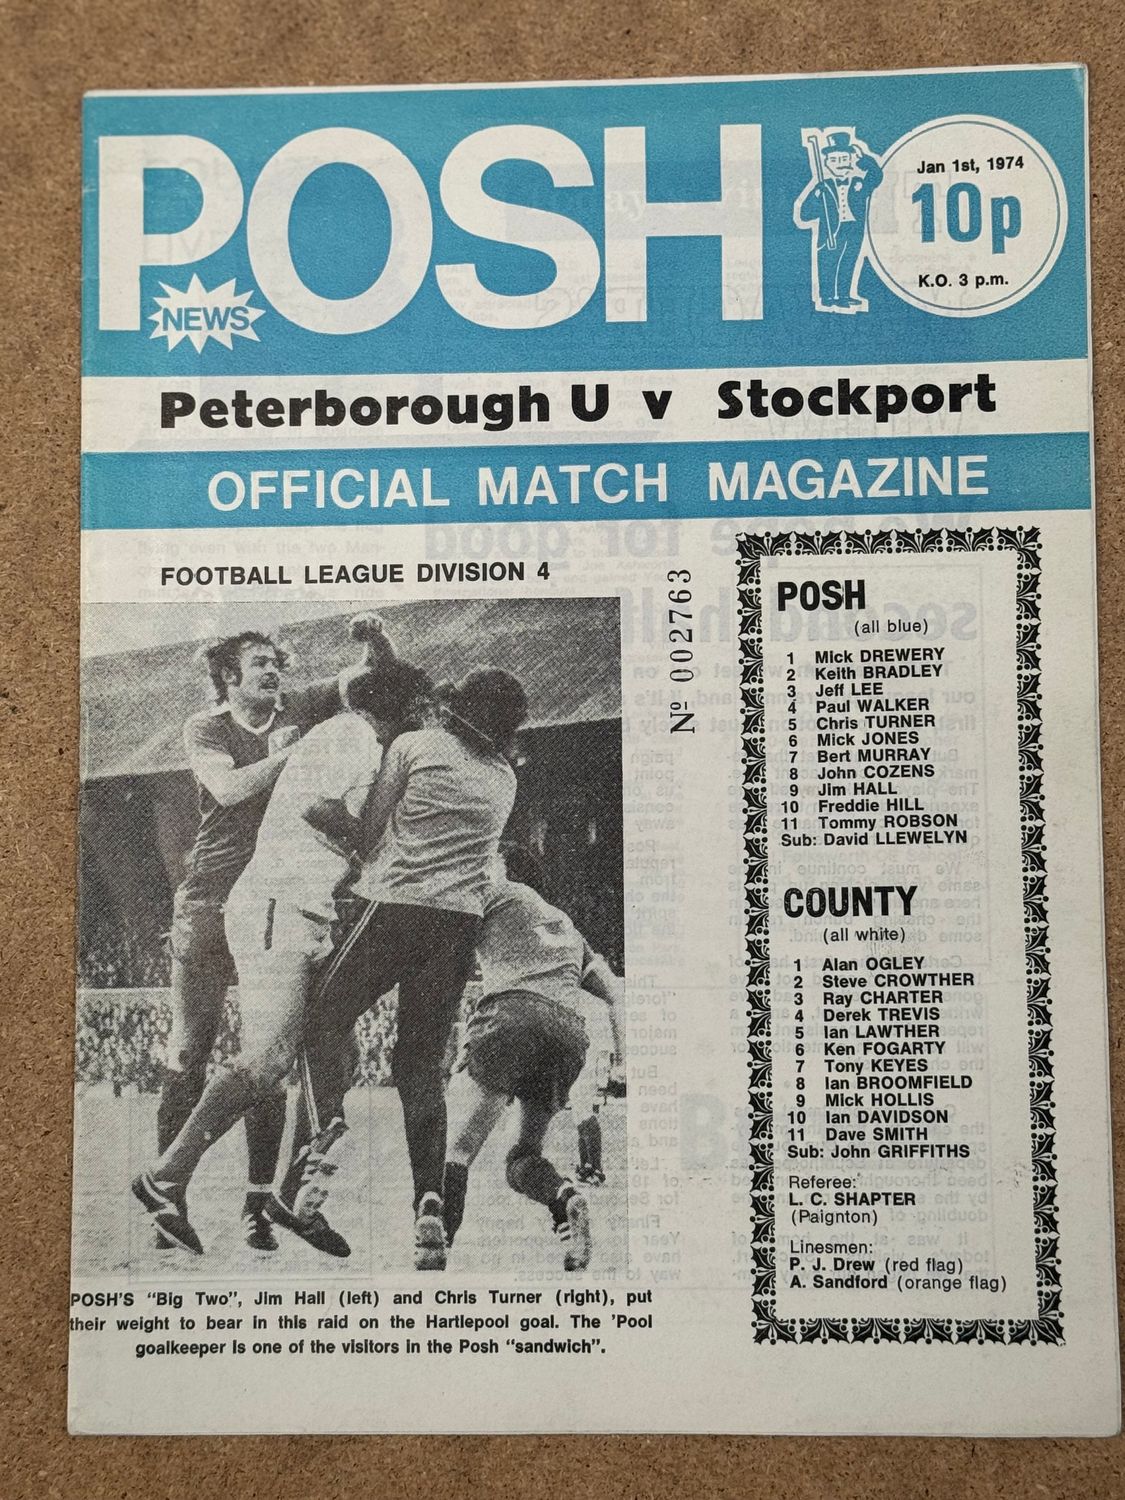 POSH
NEWS
Jan 1st, 1974
10p
K.O. 3 p.m.
Peterborough U v Stockport
OFFICIAL MATCH MAGAZINE
FOOTBALL LEAGUE DIVISION 4
Nº 002763
POSH'S "Big Two", Jim Hall (left) and Chris Turner (right), put
their weight to bear in this raid on the Hartlepool goal. The 'Pool
goalkeeper is one of the visitors in the Posh "sandwich".
POSH
(all blue)
1 Mick DREWERY
2 Keith BRADLEY
3 Jeff LEE
4 Paul WALKER
5 Chris TURNER
6 Mick JONES
7 Bert MURRAY
8 John COZENS
9 Jim HALL
10 Freddie HILL
11 Tommy ROBSON
Sub: David LLEWELYN
COUNTY
(all white)
1 Alan OGLEY
2 Steve CROWTHER
3 Ray CHARTER
4 Derek TREVIS
5 Ian LAWTHER
6 Ken FOGARTY
7 Tony KEYES
8 Ian BROOMFIELD
9 Mick HOLLIS
10 Ian DAVIDSON
11 Dave SMITH
Sub: John GRIFFITHS
Referee:
L. C. SHAPTER
(Paignton)
Linesmen:
P. J. Drew (red flag)
A. Sandford (orange flag)